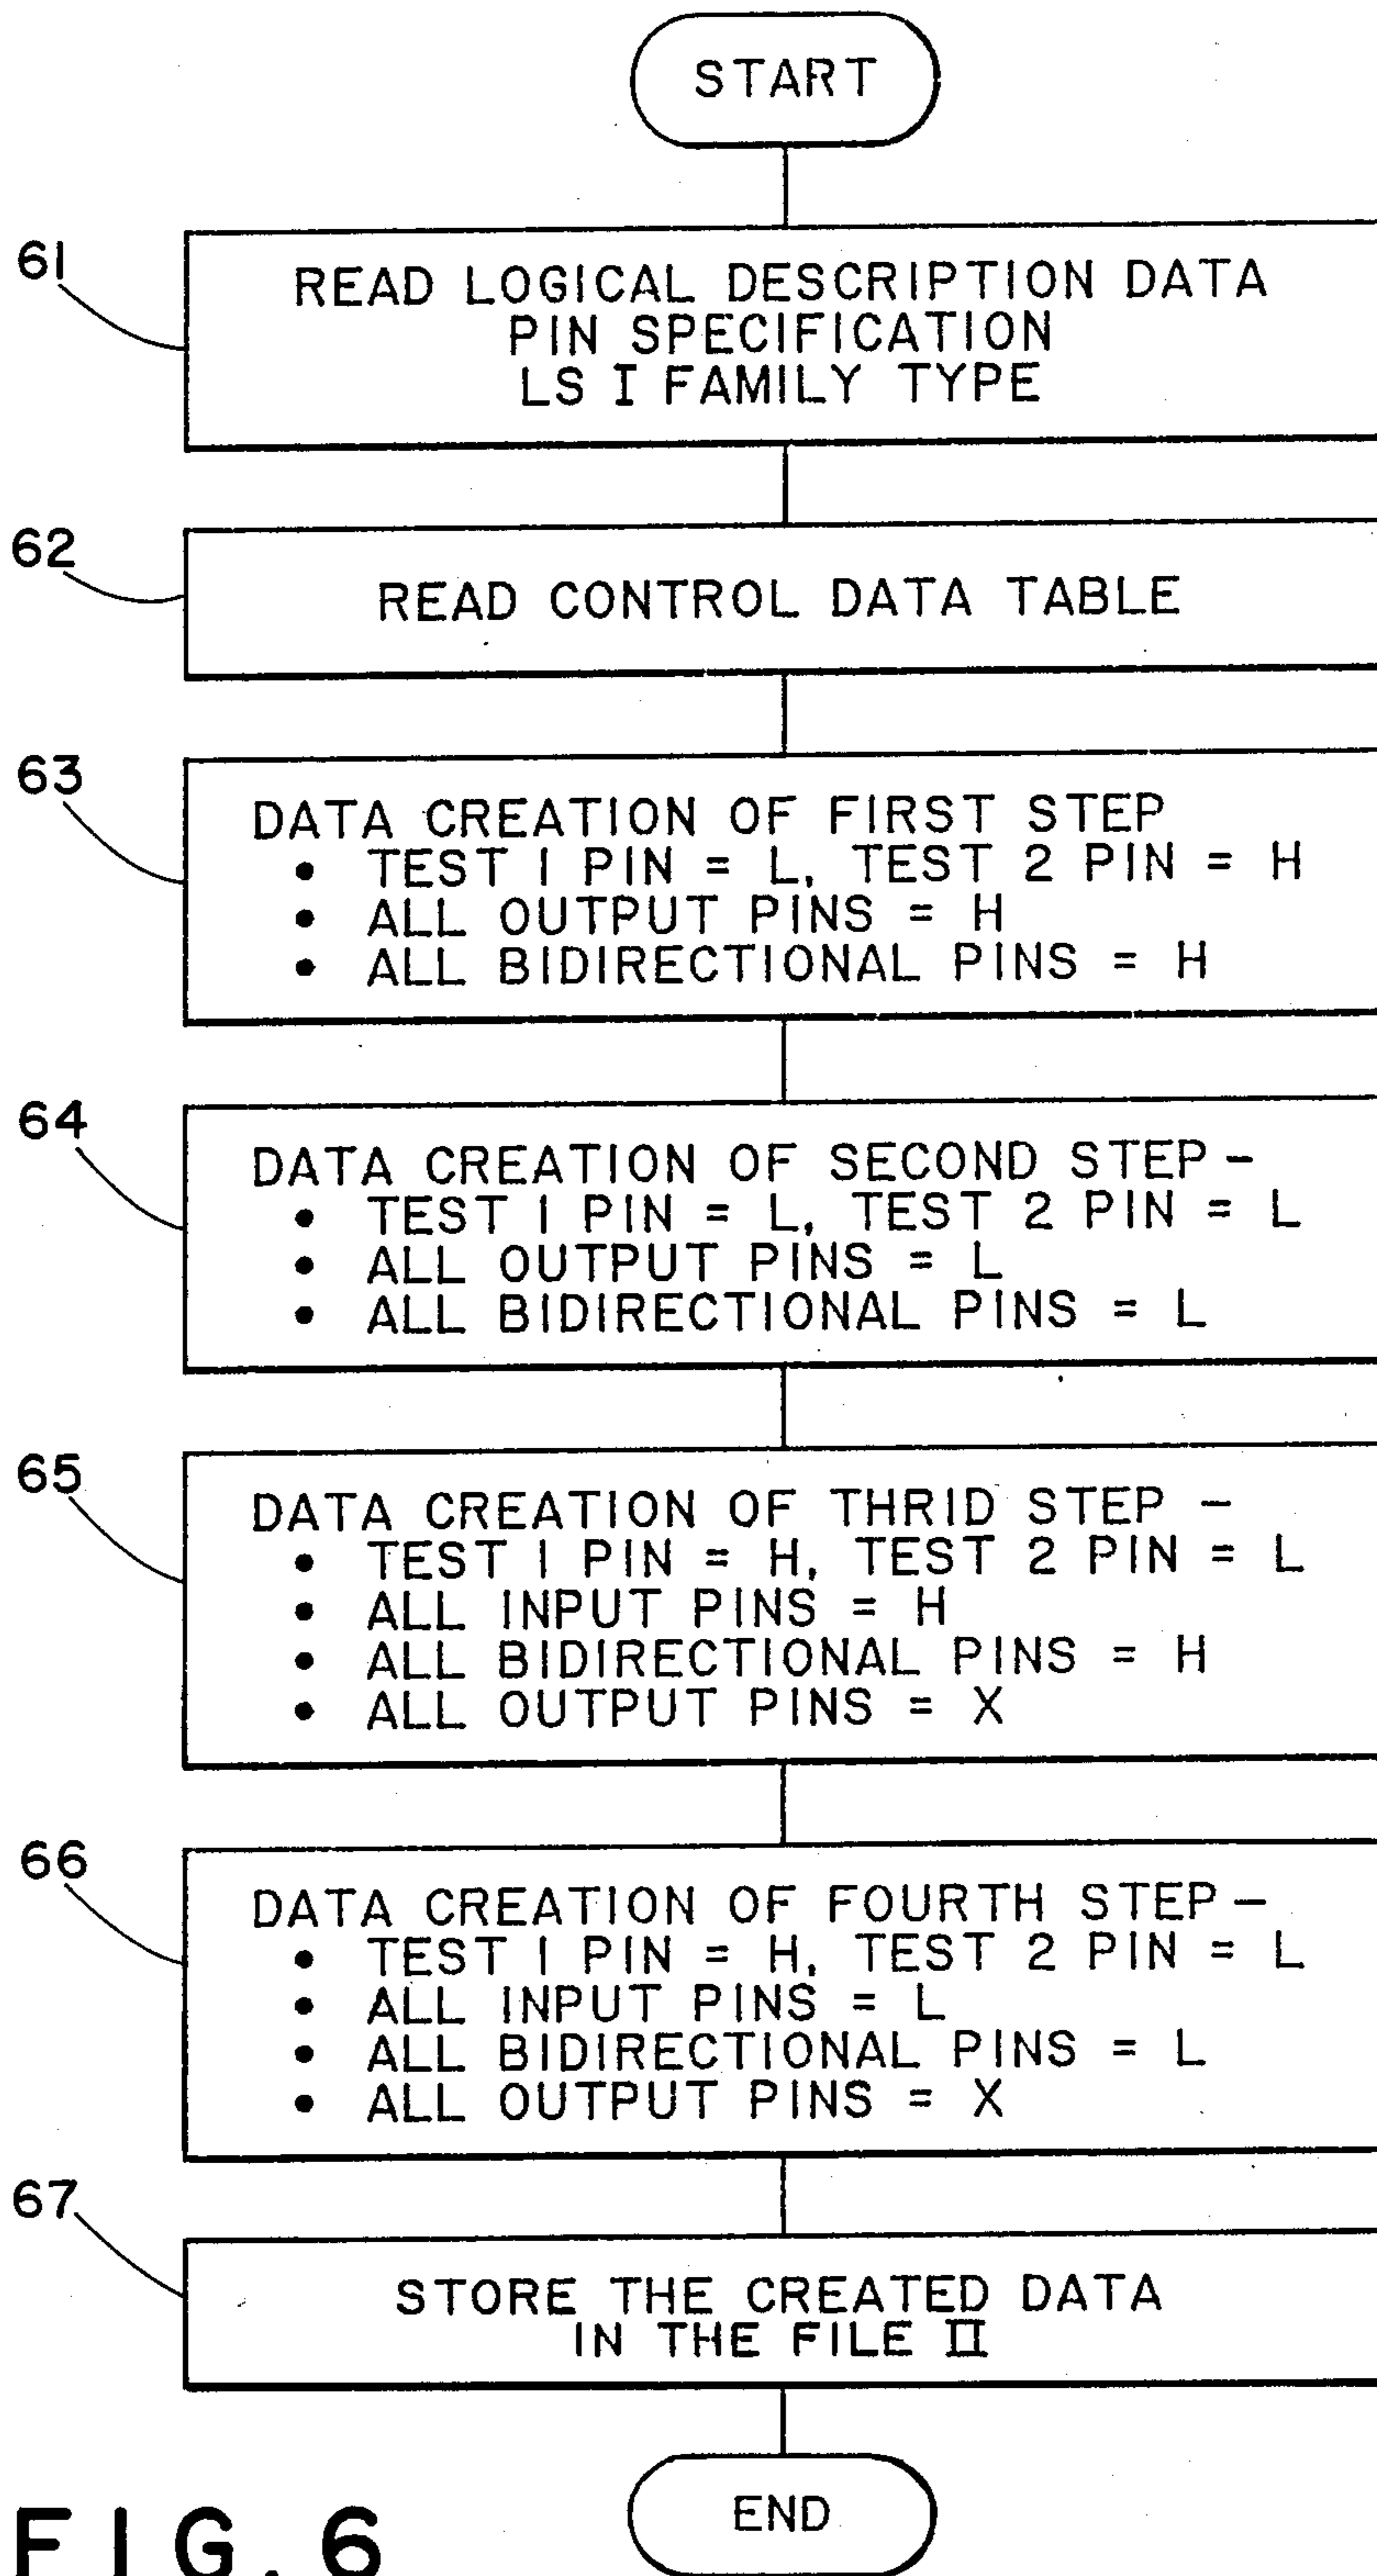 START
61
READ LOGICAL DESCRIPTION DATA
PIN SPECIFICATION
LSI FAMILY TYPE
62
READ CONTROL DATA TABLE
63
DATA CREATION OF FIRST STEP
• TEST 1 PIN = L, TEST 2 PIN = H
• ALL OUTPUT PINS = H
• ALL BIDIRECTIONAL PINS = H
64
DATA CREATION OF SECOND STEP -
• TEST 1 PIN = L, TEST 2 PIN = L
• ALL OUTPUT PINS = L
• ALL BIDIRECTIONAL PINS = L
65
DATA CREATION OF THRID STEP -
• TEST 1 PIN = H, TEST 2 PIN = L
• ALL INPUT PINS = H
• ALL BIDIRECTIONAL PINS = H
• ALL OUTPUT PINS = X
66
DATA CREATION OF FOURTH STEP -
• TEST 1 PIN = H, TEST 2 PIN = L
• ALL INPUT PINS = L
• ALL BIDIRECTIONAL PINS = L
• ALL OUTPUT PINS = X
67
STORE THE CREATED DATA
IN THE FILE II
END
FIG. 6